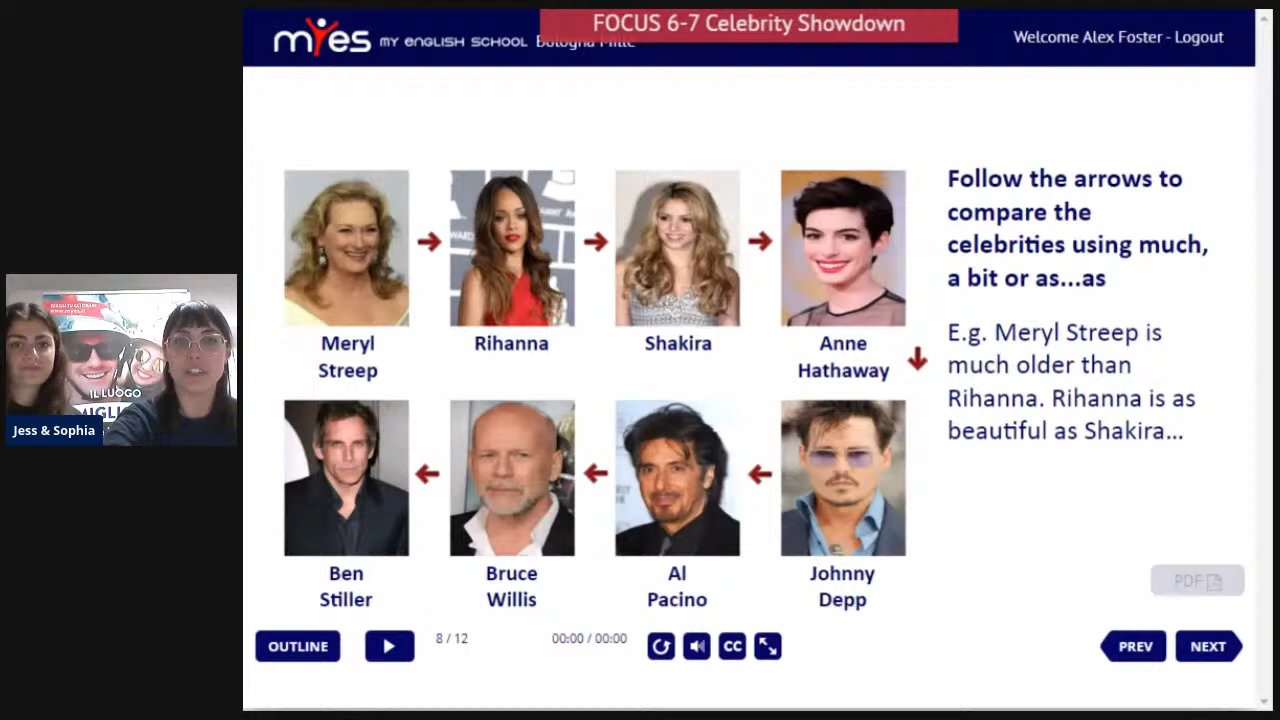 FOCUS 6-7 Celebrity Showdown
myes MY ENGLISH SCHOOL Bologna Mille
Welcome Alex Foster - Logout
Meryl
Streep
Rihanna
Shakira
Anne
Hathaway
Follow the arrows to
compare the
celebrities using much,
a bit or as...as
E.g. Meryl Streep is
much older than
Rihanna. Rihanna is as
beautiful as Shakira...
Ben
Stiller
Bruce
Willis
Al
Pacino
Johnny
Depp
IL LUOGO
Jess & Sophia
PDF
OUTLINE
8 / 12
00:00 / 00:00
CC
PREV
NEXT